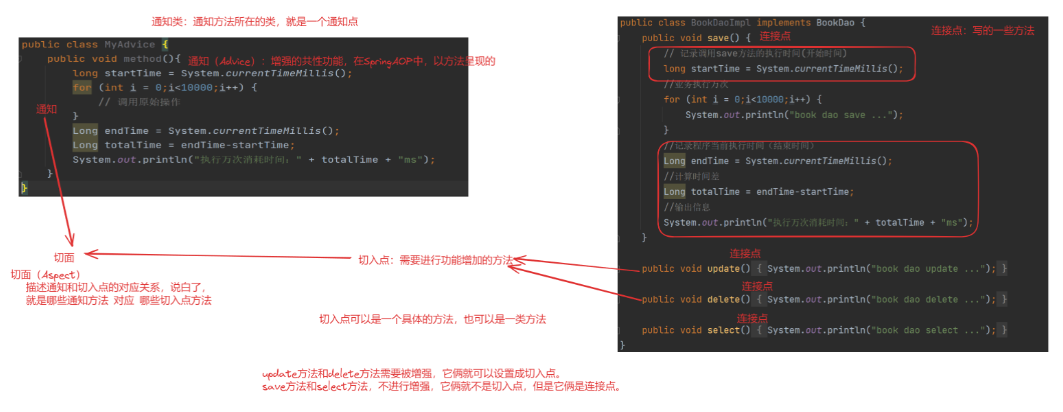 通知类：通知方法所在的类，就是一个通知点
public class MyAdvice {
public void method(){
通知（Advice）：增强的共性功能，在SpringAOP中，以方法呈现的
long startTime = System.currentTimeMillis();
for (int i = 0;i<10000;i++) {
// 调用原始操作
}
Long endTime = System.currentTimeMillis();
Long totalTime = endTime-startTime;
System.out.println("执行万次消耗时间：" + totalTime + "ms");
}
}
通知
切面
切面（Aspect）
描述通知和切入点的对应关系，说白了，
就是哪些通知方法 对应 哪些切入点方法
切入点：需要进行功能增加的方法
切入点可以是一个具体的方法，也可以是一类方法
update方法和delete方法需要被增强，它俩就可以设置成切入点。
save方法和select方法，不进行增强，它俩就不是切入点，但是它俩是连接点。
public class BookDaoImpl implements BookDao {
public void save() {
连接点
连接点：写的一些方法
// 记录调用save方法的执行时间(开始时间)
long startTime = System.currentTimeMillis();
//业务执行万次
for (int i = 0;i<10000;i++) {
System.out.println("book dao save ...");
}
//记录程序当前执行时间（结束时间）
Long endTime = System.currentTimeMillis();
//计算时间差
Long totalTime = endTime-startTime;
//输出信息
System.out.println("执行万次消耗时间：" + totalTime + "ms");
}
连接点
public void update() { System.out.println("book dao update ..."); }
连接点
public void delete() { System.out.println("book dao delete ..."); }
连接点
public void select() { System.out.println("book dao select ..."); }
}